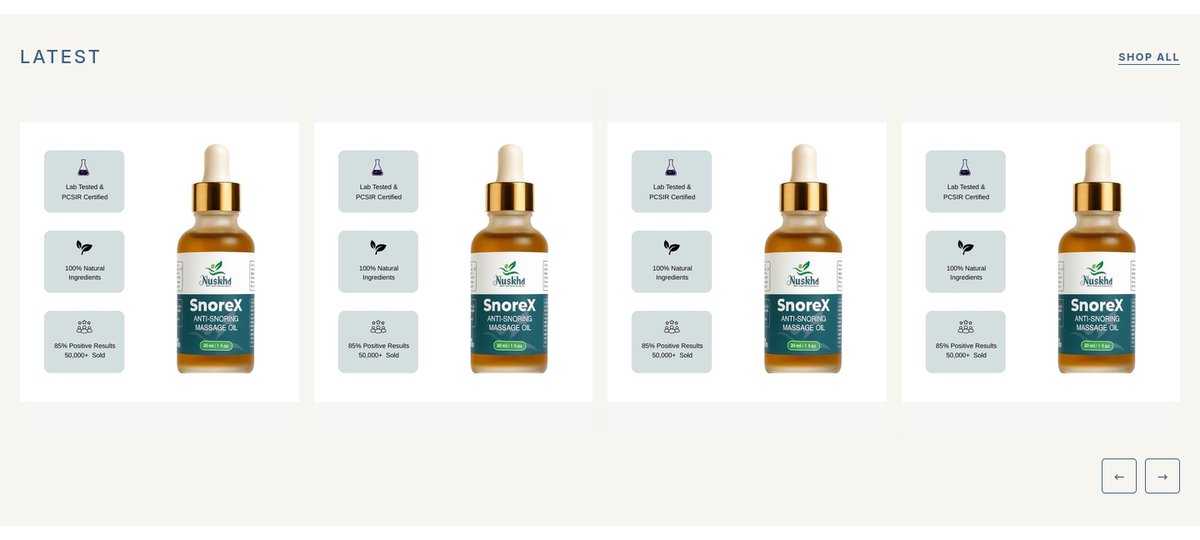 LATEST
SHOP ALL
Lab Tested &
PCSIR Certified
100% Natural
Ingredients
85% Positive Results
50,000+ Sold
Nuskhs
SnoreX
ANTI-SNORING
MASSAGE OIL
30 ml / 1 fl oz
Lab Tested &
PCSIR Certified
100% Natural
Ingredients
85% Positive Results
50,000+ Sold
Nuskhs
SnoreX
ANTI-SNORING
MASSAGE OIL
30 ml / 1 fl oz
Lab Tested &
PCSIR Certified
100% Natural
Ingredients
85% Positive Results
50,000+ Sold
Nuskhs
SnoreX
ANTI-SNORING
MASSAGE OIL
30 ml / 1 fl oz
Lab Tested &
PCSIR Certified
100% Natural
Ingredients
85% Positive Results
50,000+ Sold
Nuskhs
SnoreX
ANTI-SNORING
MASSAGE OIL
30 ml / 1 fl oz